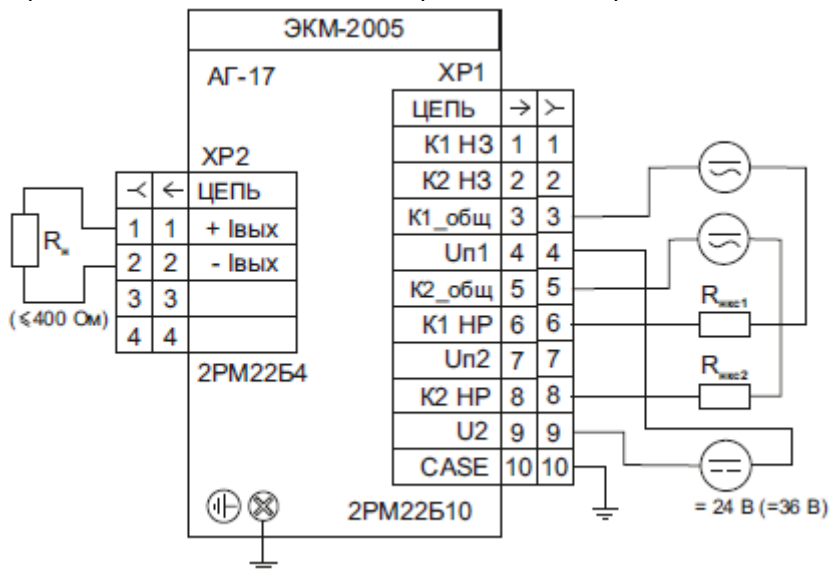 ЭКМ-2005
АГ-17
XP1
ЦЕПЬ
К1 НЗ 1 1
К2 НЗ 2 2
К1_общ 3 3
Uп1 4 4
К2_общ 5 5
К1 НР 6 6
Uп2 7 7
К2 НР 8 8
U2 9 9
CASE 10 10
2РМ22Б10
XP2
ЦЕПЬ
1 1 + Iвых
2 2 - Iвых
3 3
4 4
2РМ22Б4
Rн
(≤400 Ом)
Rнкс1
Rнкс2
= 24 В (=36 В)